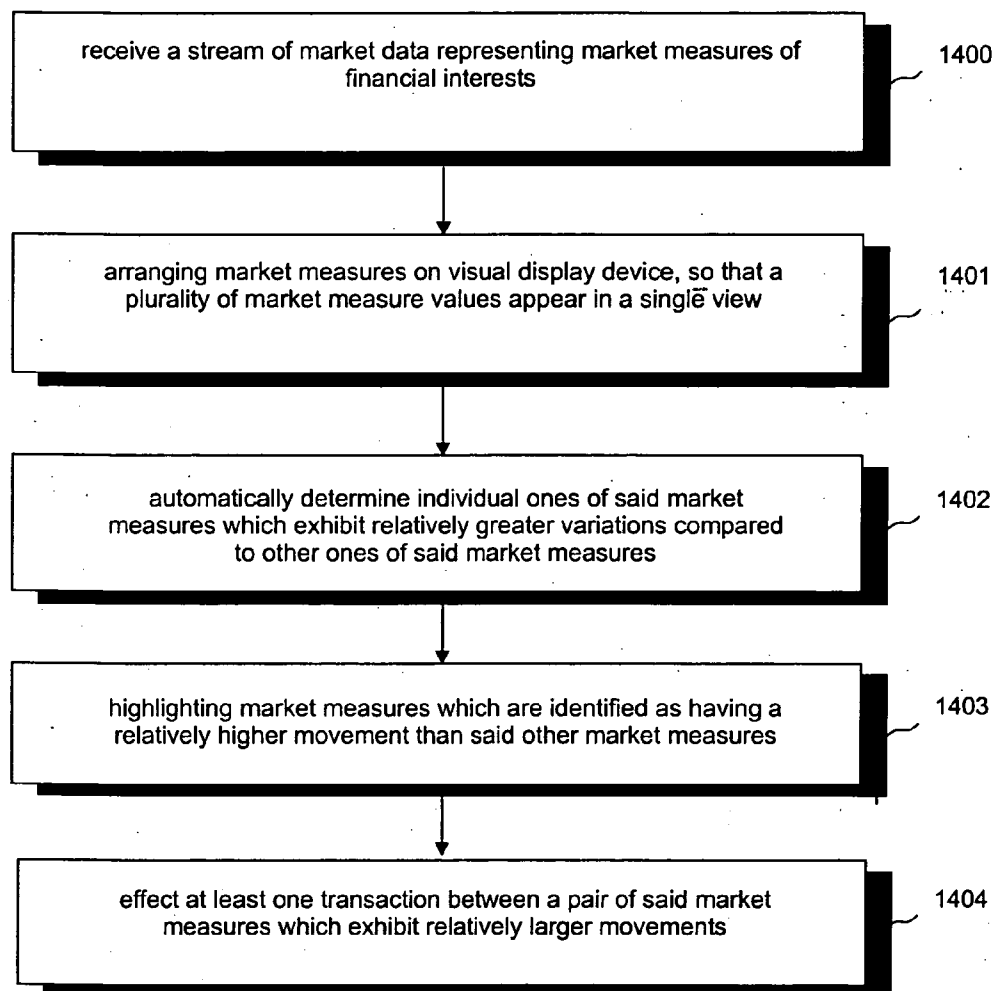 receive a stream of market data representing market measures of
financial interests
1400
arranging market measures on visual display device, so that a
plurality of market measure values appear in a single view
1401
automatically determine individual ones of said market
measures which exhibit relatively greater variations compared
to other ones of said market measures
1402
highlighting market measures which are identified as having a
relatively higher movement than said other market measures
1403
effect at least one transaction between a pair of said market
measures which exhibit relatively larger movements
1404